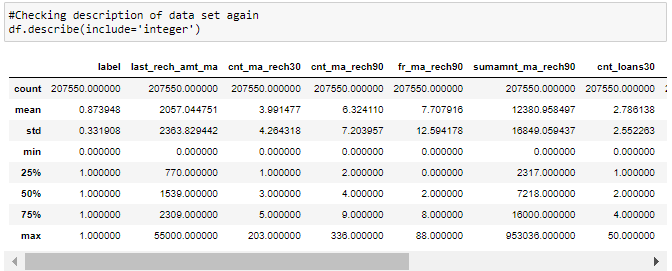 #Checking description of data set again
df.describe(include='integer')
label last_rech_amt_ma cnt_ma_rech30 cnt_ma_rech90 fr_ma_rech90 sumamnt_ma_rech90 cnt_loans30
count 207550.000000 207550.000000 207550.000000 207550.000000 207550.000000 207550.000000 207550.000000
mean 0.873948 2057.044751 3.991477 6.324110 7.707916 12380.958497 2.786138
std 0.331908 2363.829442 4.264318 7.203957 12.594178 16849.059437 2.552263
min 0.000000 0.000000 0.000000 0.000000 0.000000 0.000000 0.000000
25% 1.000000 770.000000 1.000000 2.000000 0.000000 2317.000000 1.000000
50% 1.000000 1539.000000 3.000000 4.000000 2.000000 7218.000000 2.000000
75% 1.000000 2309.000000 5.000000 9.000000 8.000000 16000.000000 4.000000
max 1.000000 55000.000000 203.000000 336.000000 88.000000 953036.000000 50.000000